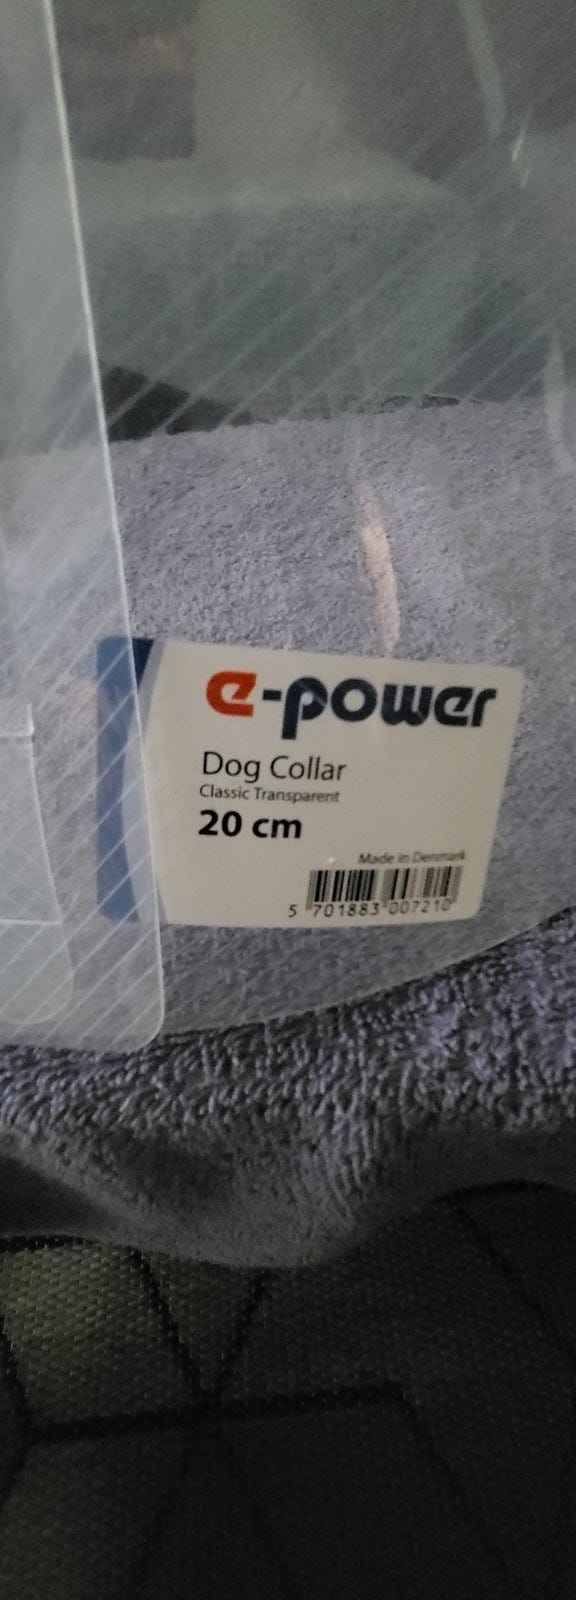 e-power
Dog Collar
Classic Transparent
20 cm
Made in Denmark
5 701883 007210